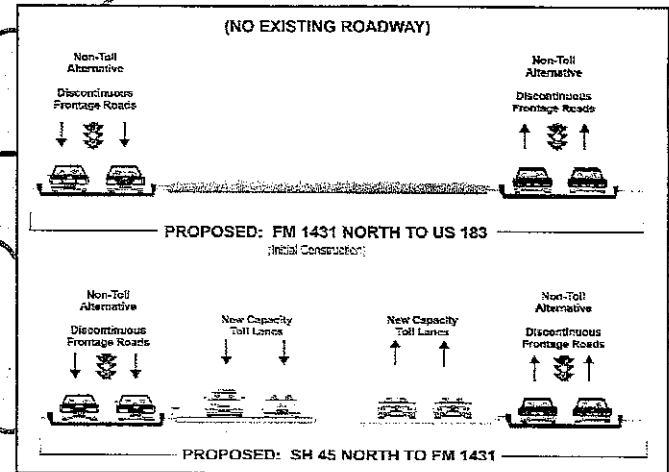 (NO EXISTING ROADWAY)
Non-Toll
Alternative
Discontinuous
Frontage Roads
Non-Toll
Alternative
Discontinuous
Frontage Roads
PROPOSED: FM 1431 NORTH TO US 183
(Initial Construction)
Non-Toll
Alternative
Discontinuous
Frontage Roads
New Capacity
Toll Lanes
New Capacity
Toll Lanes
Non-Toll
Alternative
Discontinuous
Frontage Roads
PROPOSED: SH 45 NORTH TO FM 1431